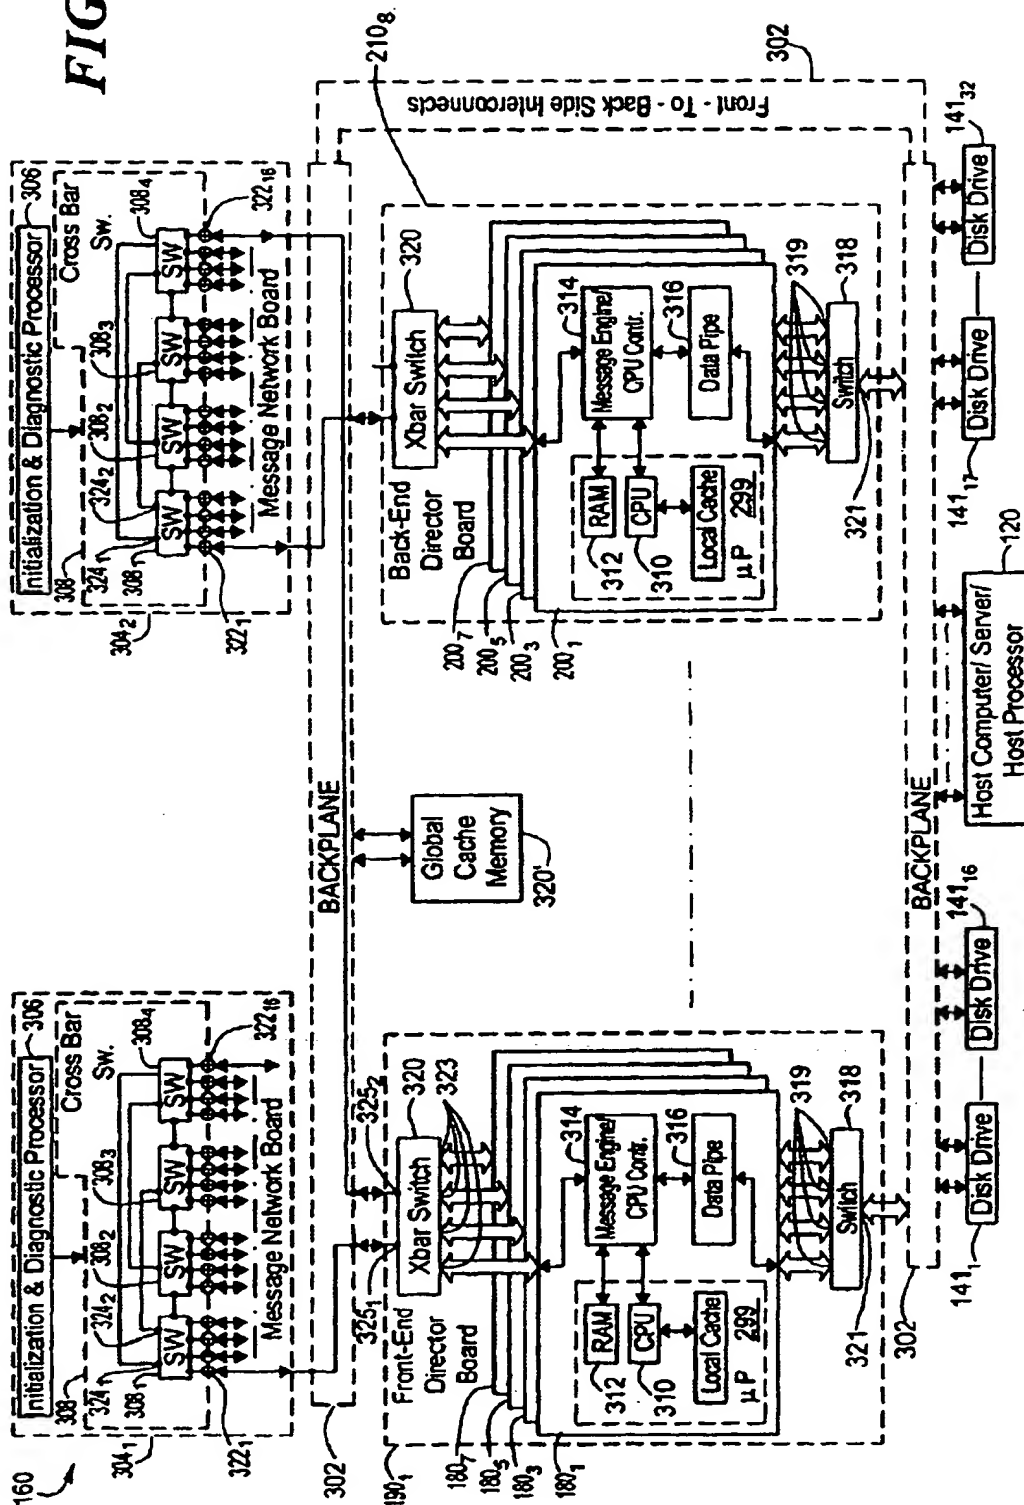 FIG
160
304₁
308
Initialization & Diagnostic Processor
306
Cross Bar
Sw.
324₁
324₂
308₁
308₂
308₃
308₄
SW
SW
SW
SW
322₁
322₁₆
Message Network Board
304₂
308
Initialization & Diagnostic Processor
306
Cross Bar
Sw.
324₁
324₂
308₁
308₂
308₃
308₄
SW
SW
SW
SW
322₁
322₁₆
Message Network Board
302
BACKPLANE
Front - To - Back Side Interconnects
302
190₁
325₁
325₂
Front-End
Director
Board
Xbar Switch
320
323
180₇
180₅
180₃
180₁
Message Engine/
CPU Contr.
314
316
Data Pipe
RAM
312
CPU
310
Local Cache
µP 299
319
318
Switch
321
Global
Cache
Memory
320'
210₈
Back-End
Director
Board
Xbar Switch
320
200₇
200₅
200₃
200₁
Message Engine/
CPU Contr.
314
316
Data Pipe
RAM
312
CPU
310
Local Cache
µP 299
319
318
Switch
321
302
BACKPLANE
Disk Drive
141₁
Disk Drive
141₁₆
Host Computer/ Server/
Host Processor
120
Disk Drive
141₁₇
Disk Drive
141₃₂